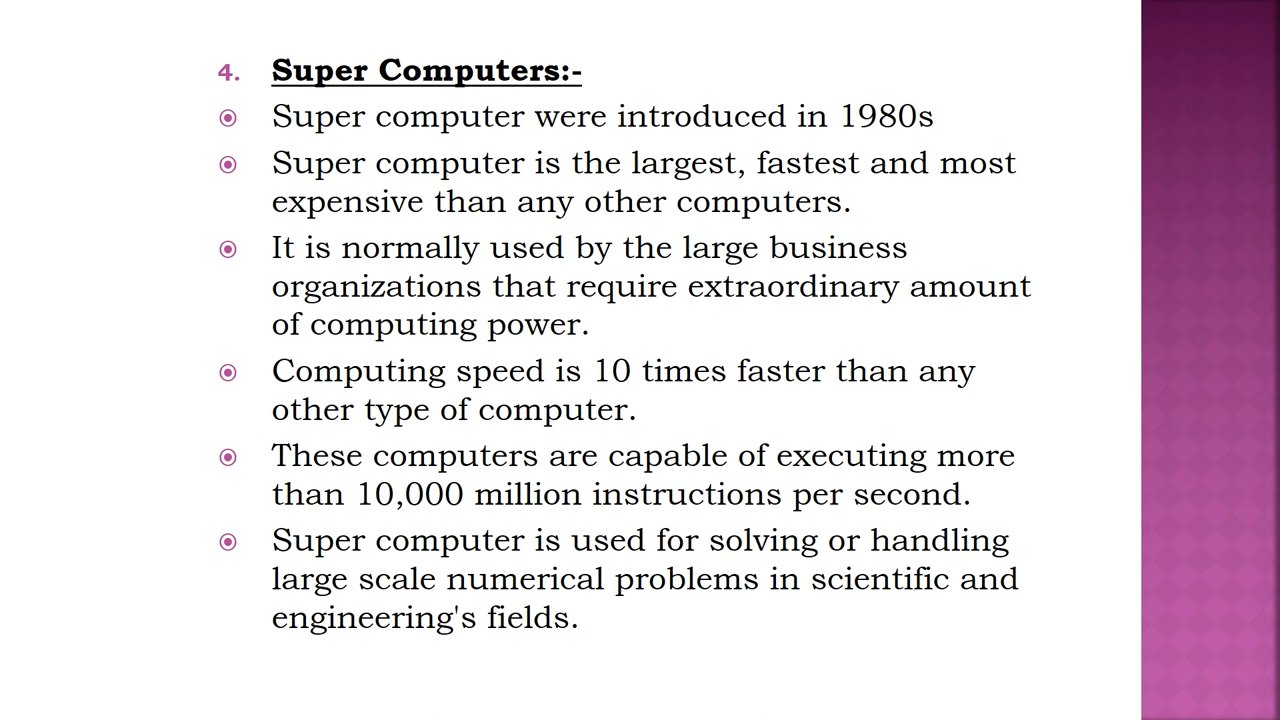 4. Super Computers:-
Super computer were introduced in 1980s
Super computer is the largest, fastest and most
expensive than any other computers.
It is normally used by the large business
organizations that require extraordinary amount
of computing power.
Computing speed is 10 times faster than any
other type of computer.
These computers are capable of executing more
than 10,000 million instructions per second.
Super computer is used for solving or handling
large scale numerical problems in scientific and
engineering's fields.